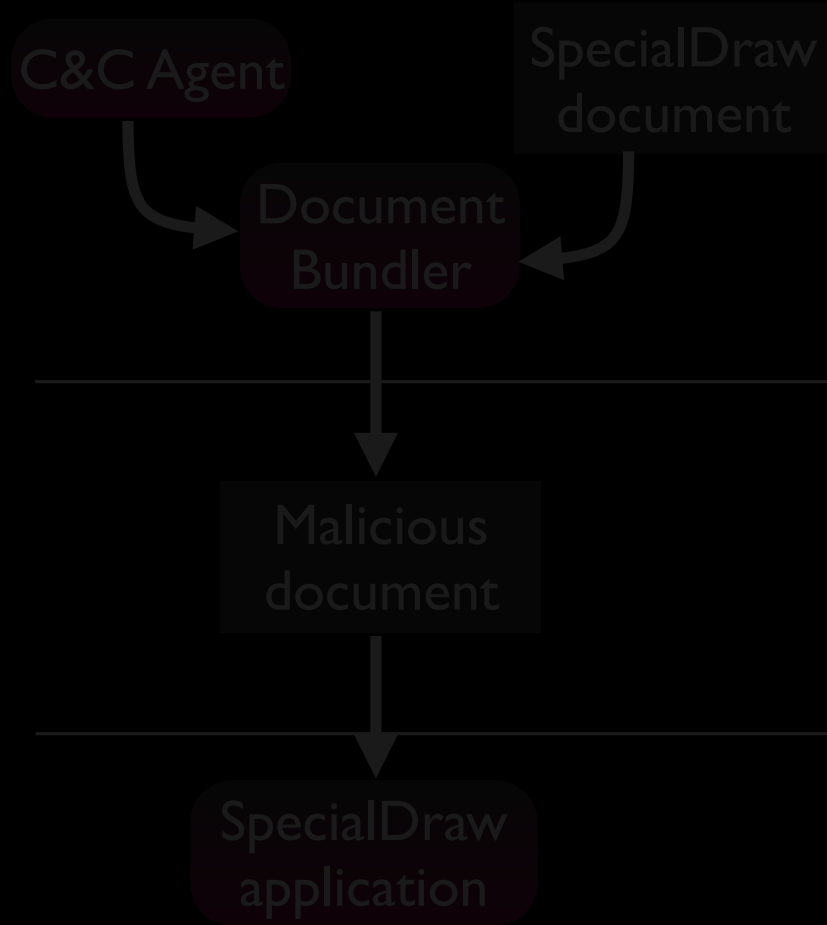 C&C Agent
SpecialDraw
document
Document
Bundler
Malicious
document
SpecialDraw
application